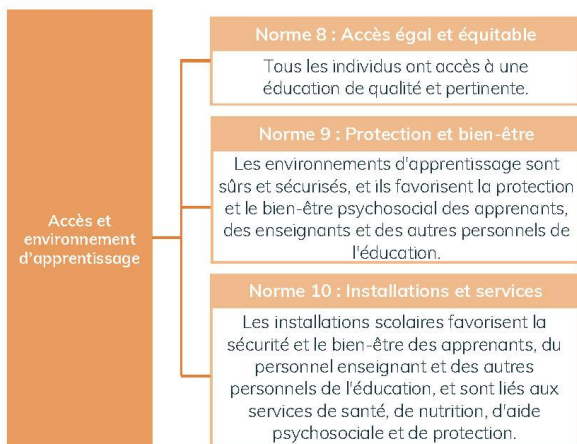 Accès et
environnement
d'apprentissage
Norme 8 : Accès égal et équitable
Tous les individus ont accès à une
éducation de qualité et pertinente.
Norme 9 : Protection et bien-être
Les environnements d'apprentissage sont
sûrs et sécurisés, et ils favorisent la protection
et le bien-être psychosocial des apprenants,
des enseignants et des autres personnels de
l'éducation.
Norme 10 : Installations et services
Les installations scolaires favorisent la
sécurité et le bien-être des apprenants, du
personnel enseignant et des autres
personnels de l'éducation, et sont liés aux
services de santé, de nutrition, d'aide
psychosociale et de protection.